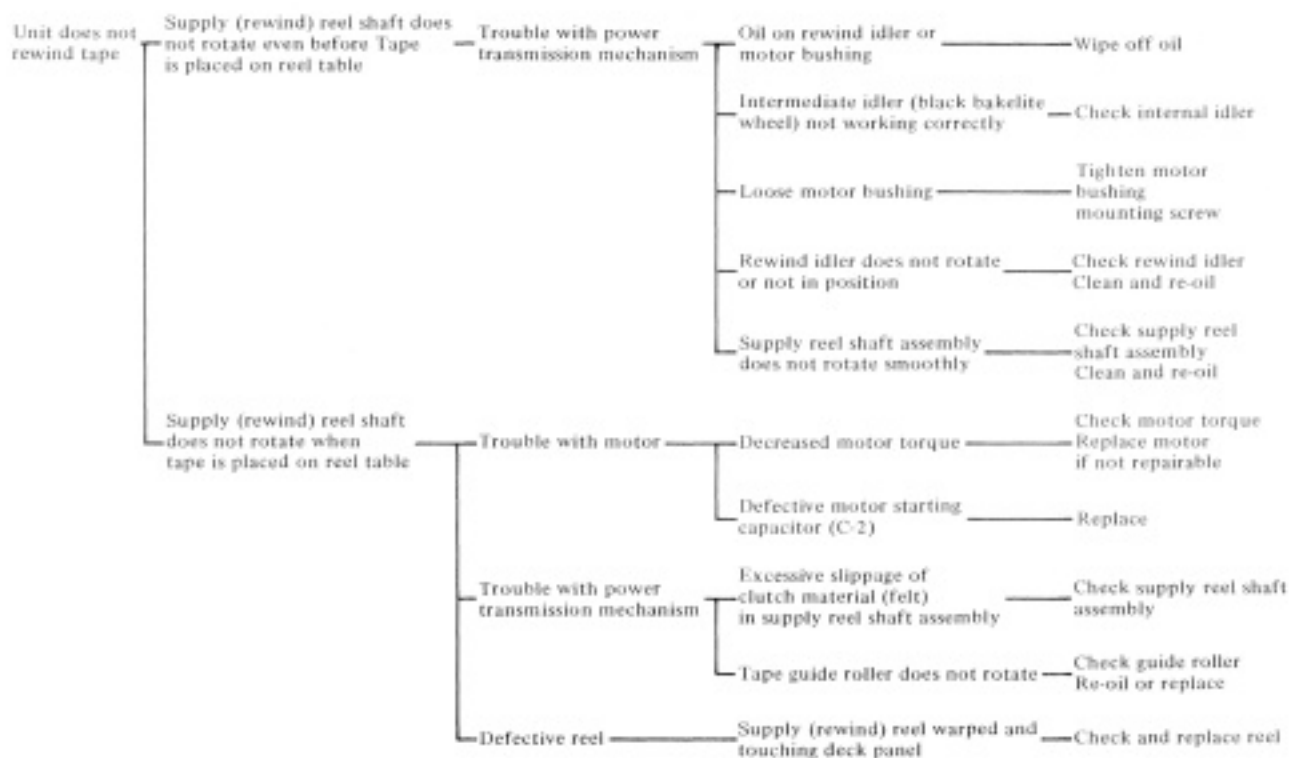 Unit does not
rewind tape
Supply (rewind) reel shaft does
not rotate even before Tape
is placed on reel table
Trouble with power
transmission mechanism
Oil on rewind idler or
motor bushing
Wipe off oil
Intermediate idler (black bakelite
wheel) not working correctly
Check internal idler
Loose motor bushing
Tighten motor
bushing
mounting screw
Rewind idler does not rotate
or not in position
Check rewind idler
Clean and re-oil
Supply reel shaft assembly
does not rotate smoothly
Check supply reel
shaft assembly
Clean and re-oil
Supply (rewind) reel shaft
does not rotate when
tape is placed on reel table
Trouble with motor
Decreased motor torque
Check motor torque
Replace motor
if not repairable
Defective motor starting
capacitor (C-2)
Replace
Trouble with power
transmission mechanism
Excessive slippage of
clutch material (felt)
in supply reel shaft assembly
Check supply reel shaft
assembly
Tape guide roller does not rotate
Check guide roller
Re-oil or replace
Defective reel
Supply (rewind) reel warped and
touching deck panel
Check and replace reel